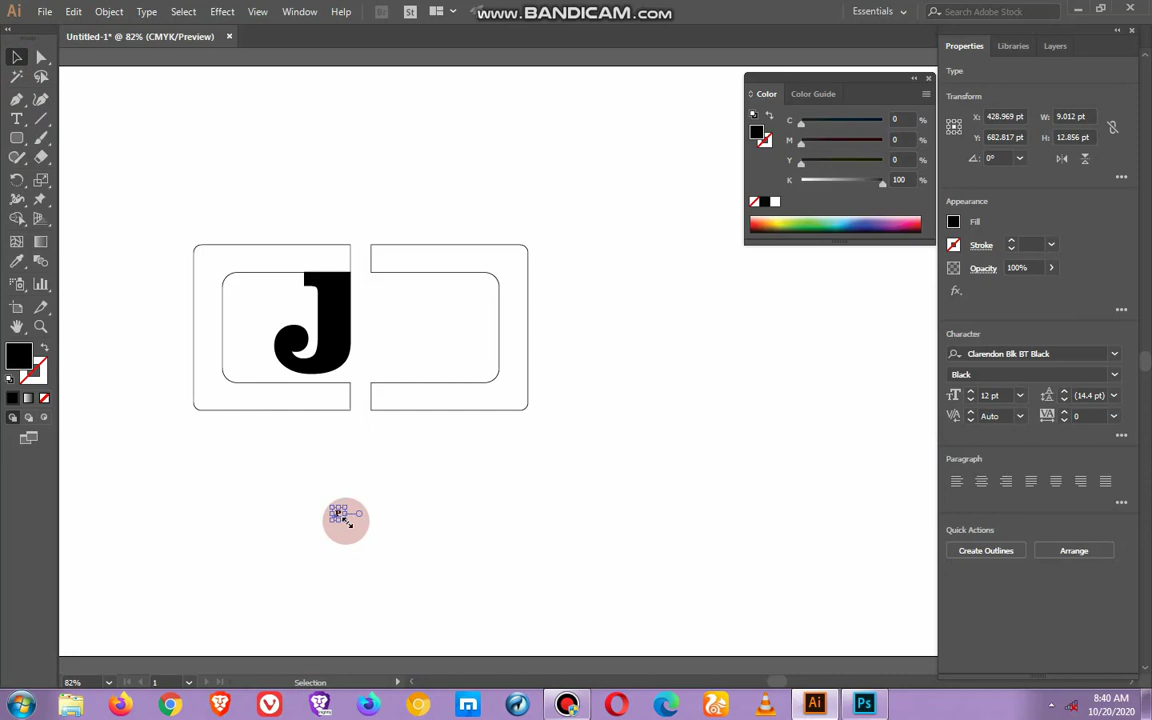 Ai File Edit Object Type Select Effect View Window Help Br St www.BANDICAM.com Essentials Search Adobe Stock
Untitled-1* @ 82% (CMYK/Preview)
Properties Libraries Layers
Type
Color Color Guide
Transform
C 0 %
X: 428.969 pt W: 9.012 pt
M 0 %
Y: 682.817 pt H: 12.856 pt
Y 0 %
0°
K 100 %
Appearance
Fill
Stroke
Opacity 100%
fx
J
Character
Clarendon Blk BT Black
Black
12 pt (14.4 pt)
Auto 0
Paragraph
P
Quick Actions
Create Outlines Arrange
82% 1 Selection
Ai Ps
8:40 AM
10/20/2020